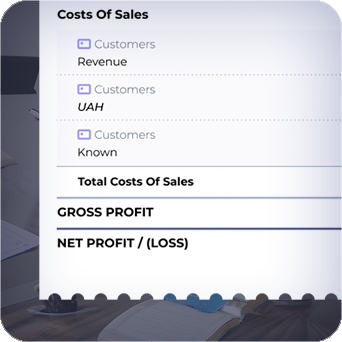 Costs Of Sales
Customers
Revenue
Customers
UAH
Customers
Known
Total Costs Of Sales
GROSS PROFIT
NET PROFIT / (LOSS)